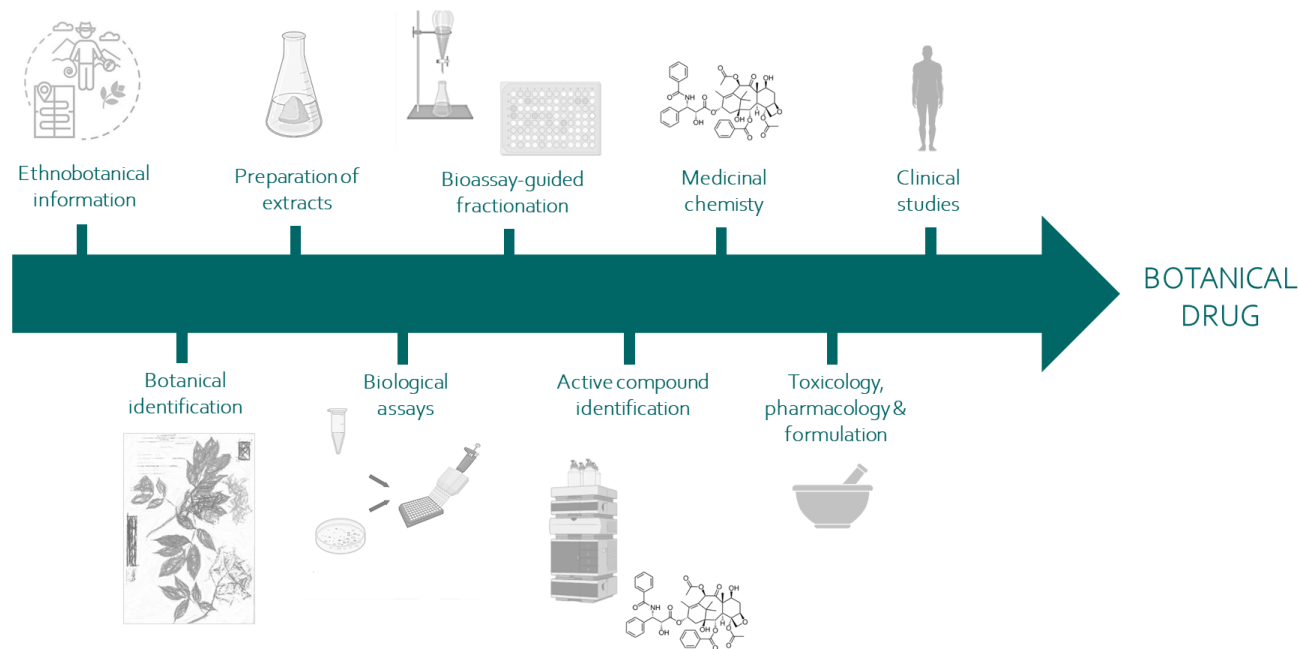 Ethnobotanical
information
Preparation of
extracts
Bioassay-guided
fractionation
Medicinal
chemisty
Clinical
studies
BOTANICAL
DRUG
Botanical
identification
Biological
assays
Active compound
identification
Toxicology,
pharmacology &
formulation